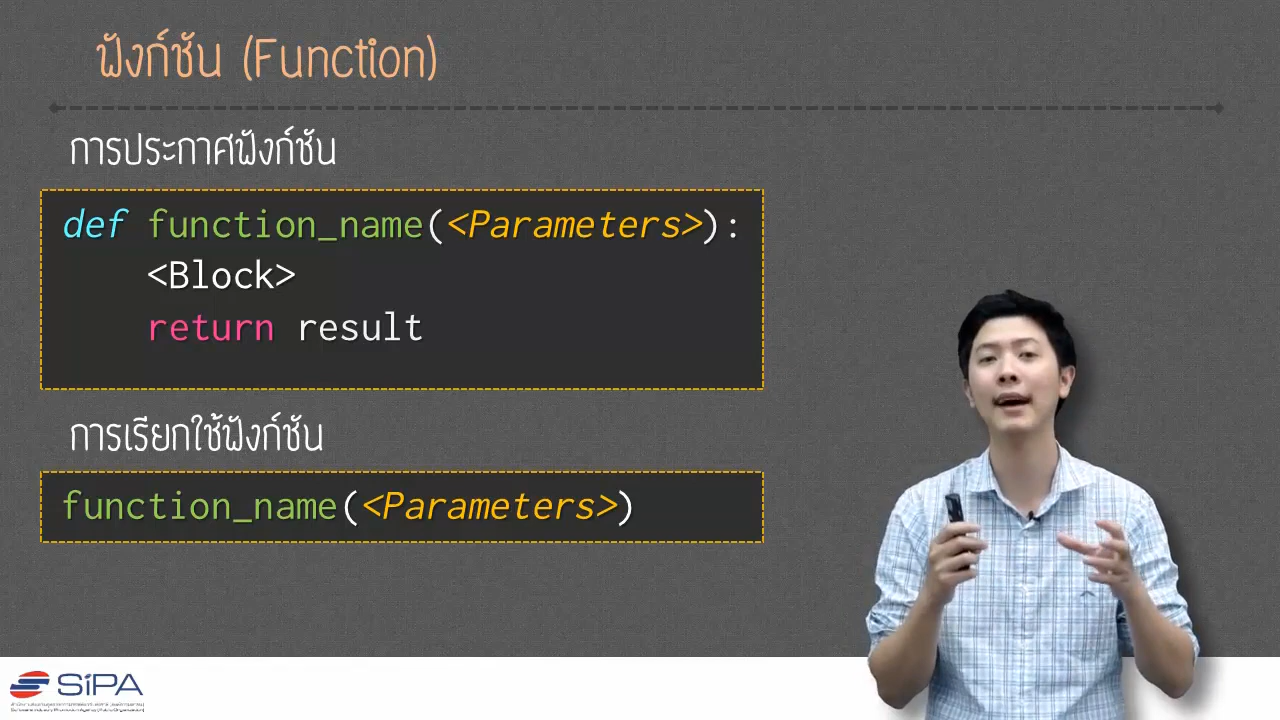 ฟังก์ชัน (Function)
การประกาศฟังก์ชัน
def function_name(<Parameters>):
<Block>
return result
การเรียกใช้ฟังก์ชัน
function_name(<Parameters>)
SiPA